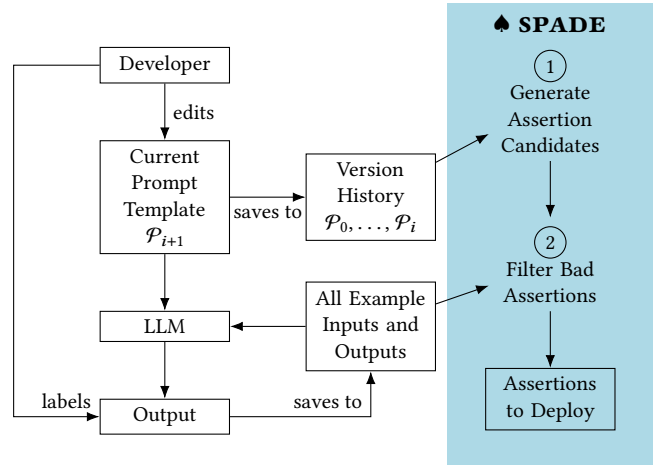 ♠ SPADE
Developer
1
Generate
Assertion
Candidates
edits
Current
Prompt
Template
𝒫i+1
saves to
Version
History
𝒫0, . . . , 𝒫i
2
Filter Bad
Assertions
All Example
Inputs and
Outputs
LLM
labels
Output
saves to
Assertions
to Deploy